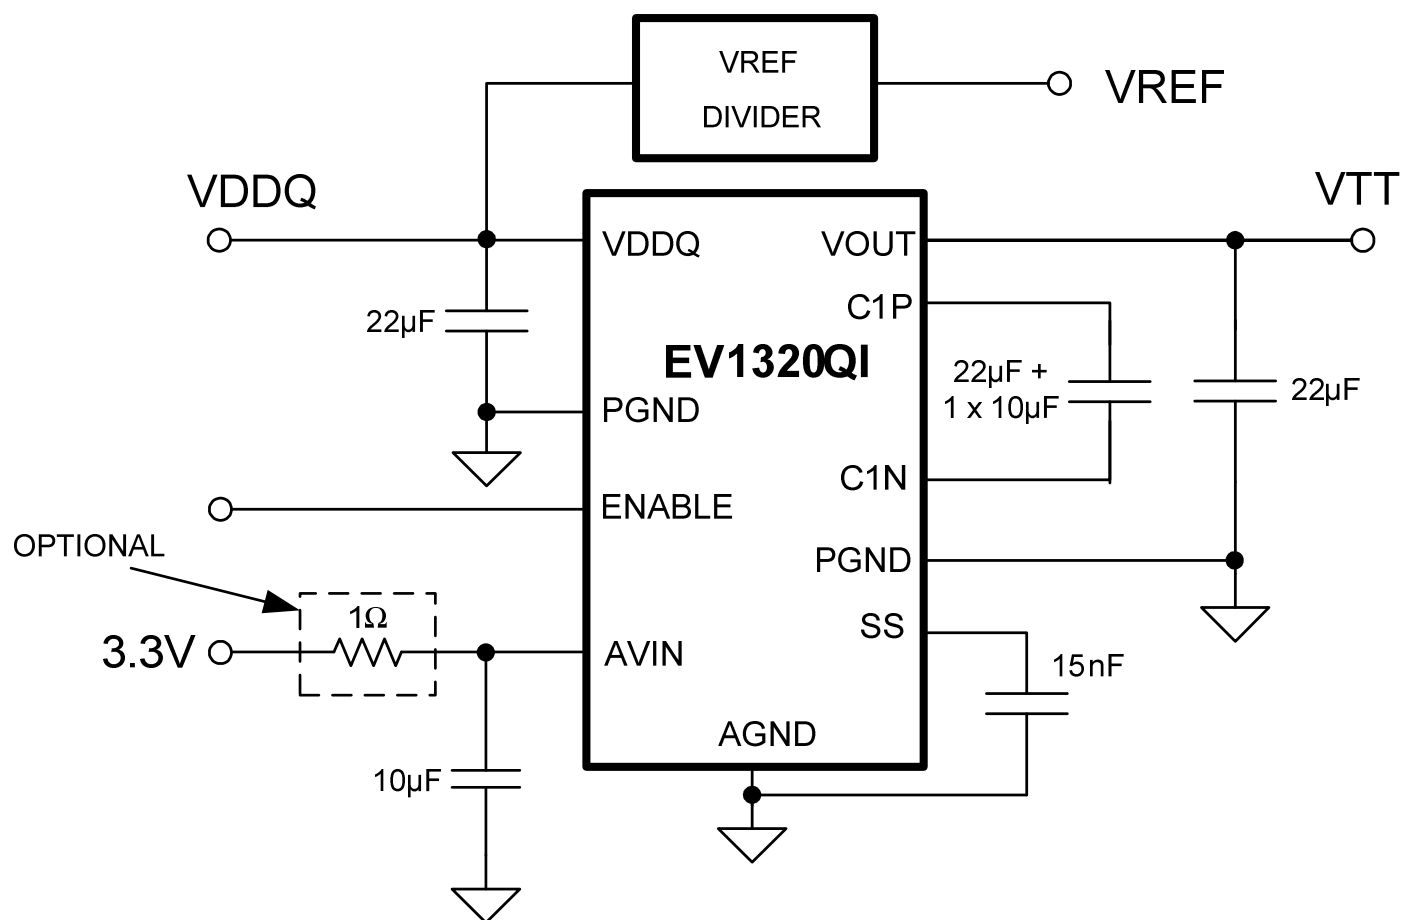 VREF
DIVIDER
VREF
VDDQ
VTT
VDDQ
VOUT
C1P
22µF
EV1320QI
22µF +
1 x 10µF
22µF
PGND
C1N
ENABLE
OPTIONAL
PGND
1Ω
SS
3.3V
AVIN
15nF
AGND
10µF